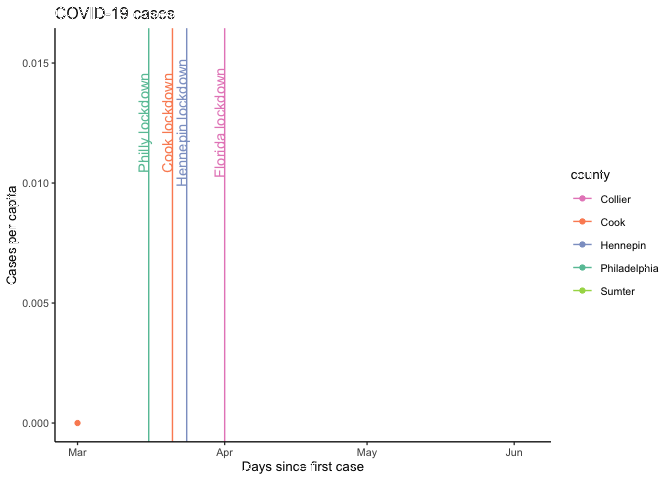 COVID-19 cases
0.015
0.010
0.005
0.000
Cases per capita
Philly lockdown
Cook lockdown
Hennepin lockdown
Florida lockdown
Mar
Apr
May
Jun
Days since first case
county
Collier
Cook
Hennepin
Philadelphia
Sumter